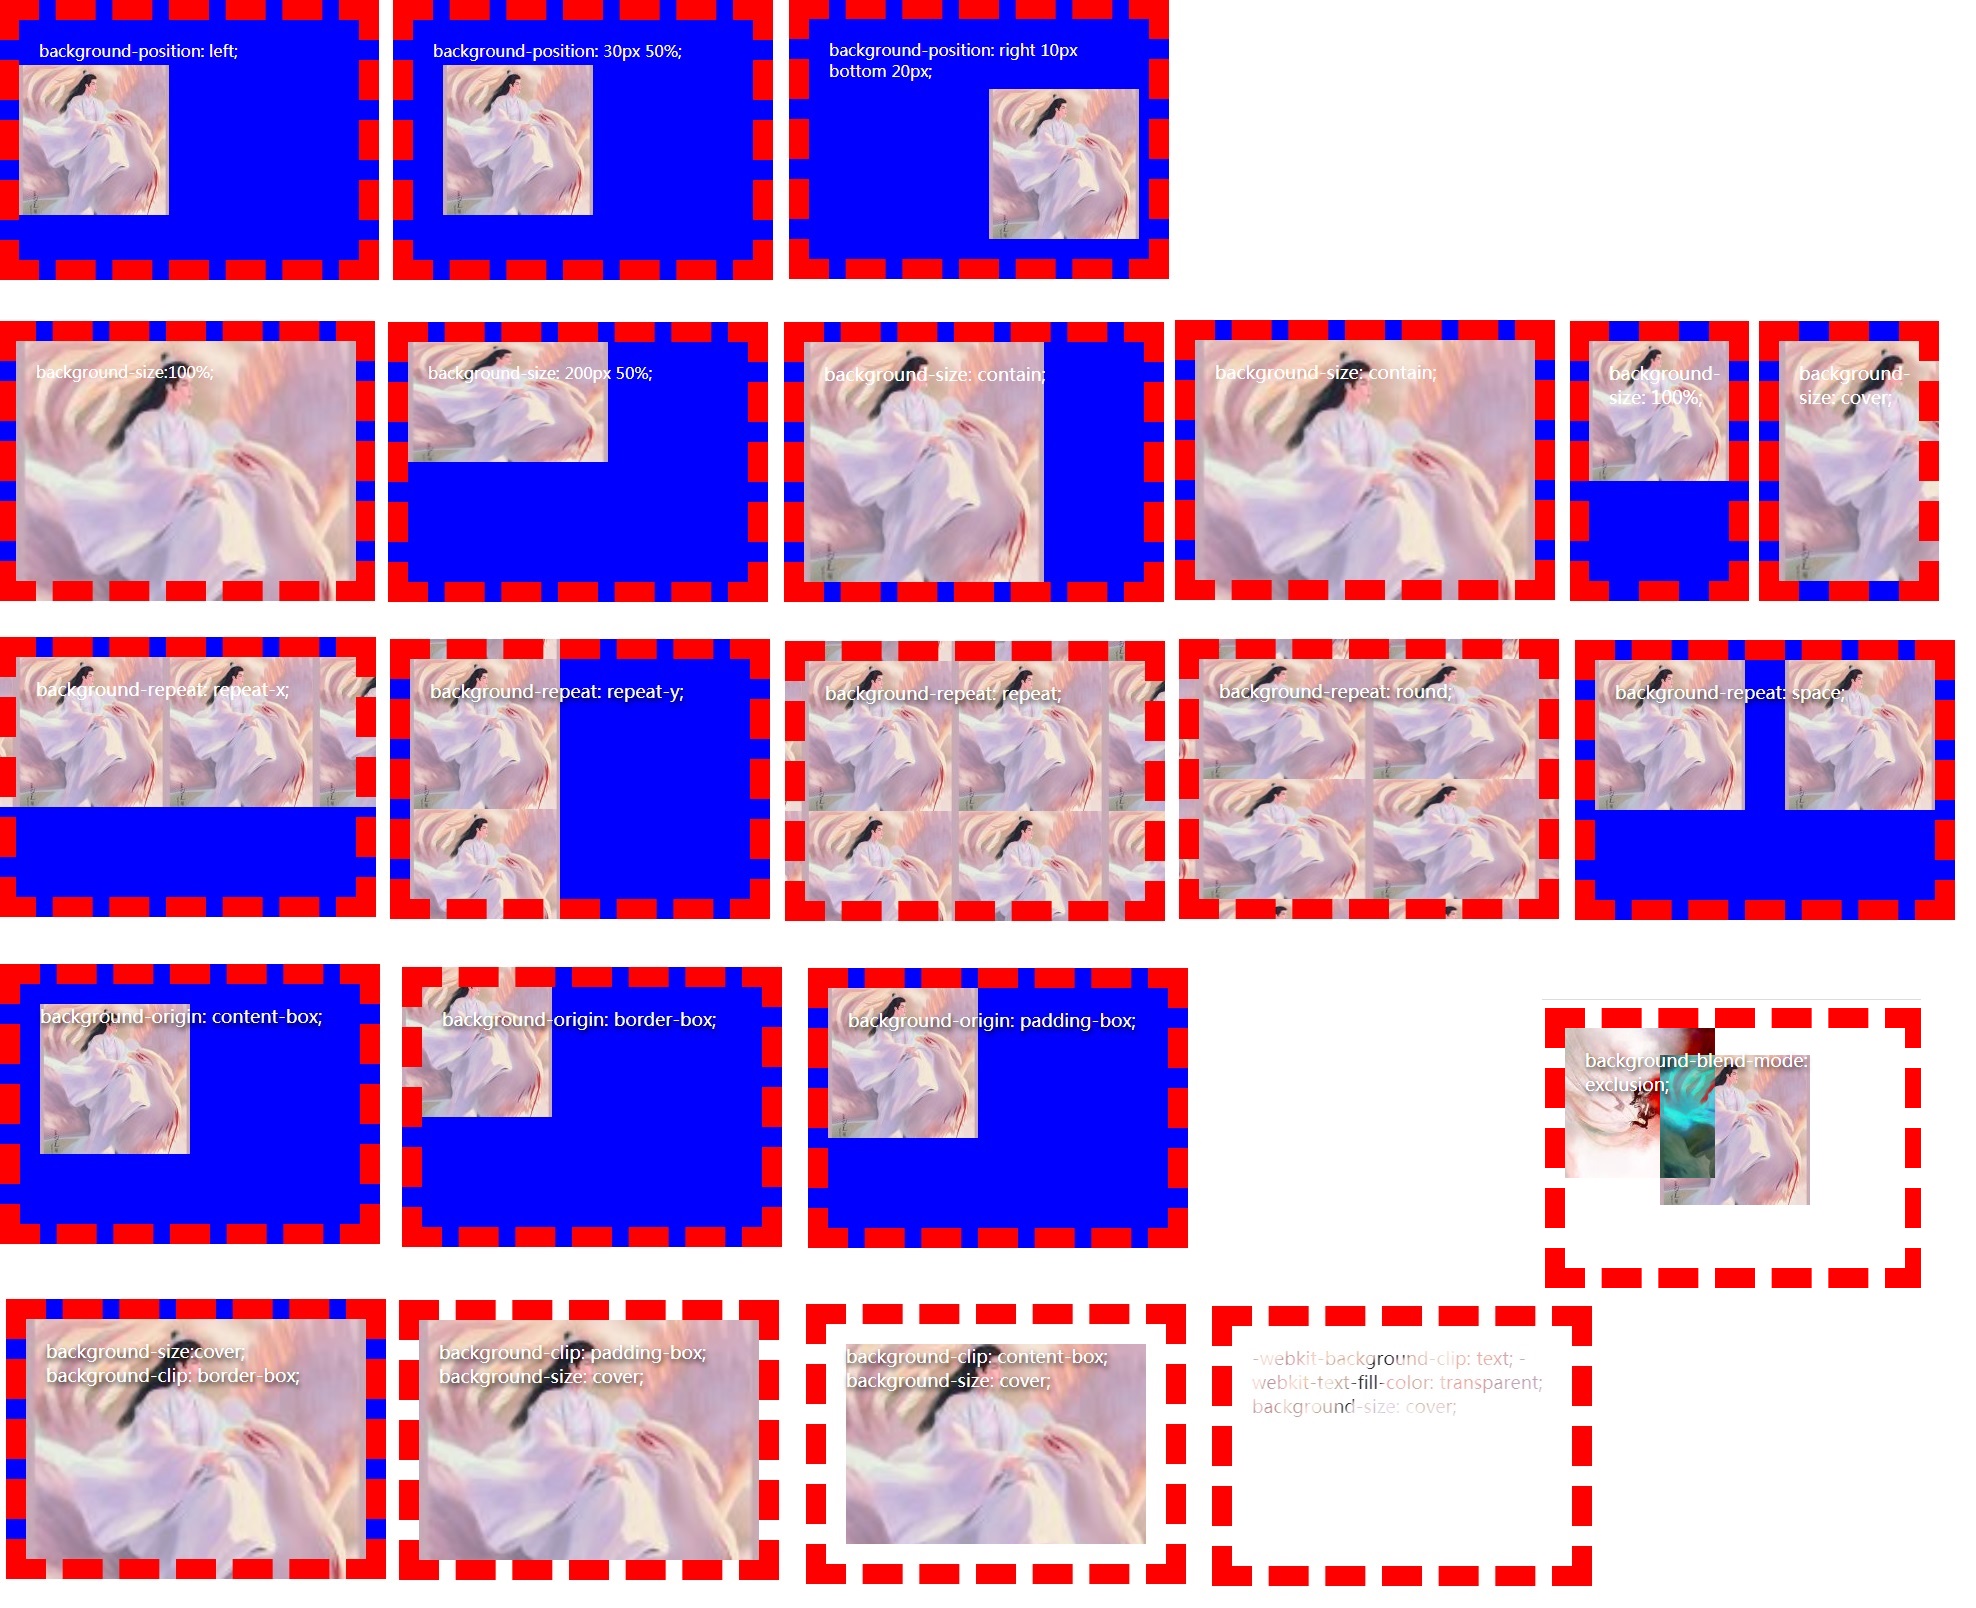 background-position: left;
background-position: 30px 50%;
background-position: right 10px
bottom 20px;
background-size:100%;
background-size: 200px 50%;
background-size: contain;
background-size: contain;
background-
size: 100%;
background-
size: cover;
background-repeat: repeat-x;
background-repeat: repeat-y;
background-repeat: repeat;
background-repeat: round;
background-repeat: space;
background-origin: content-box;
background-origin: border-box;
background-origin: padding-box;
background-blend-mode:
exclusion;
background-size:cover;
background-clip: border-box;
background-clip: padding-box;
background-size: cover;
background-clip: content-box;
background-size: cover;
-webkit-background-clip: text; -
webkit-text-fill-color: transparent;
background-size: cover;